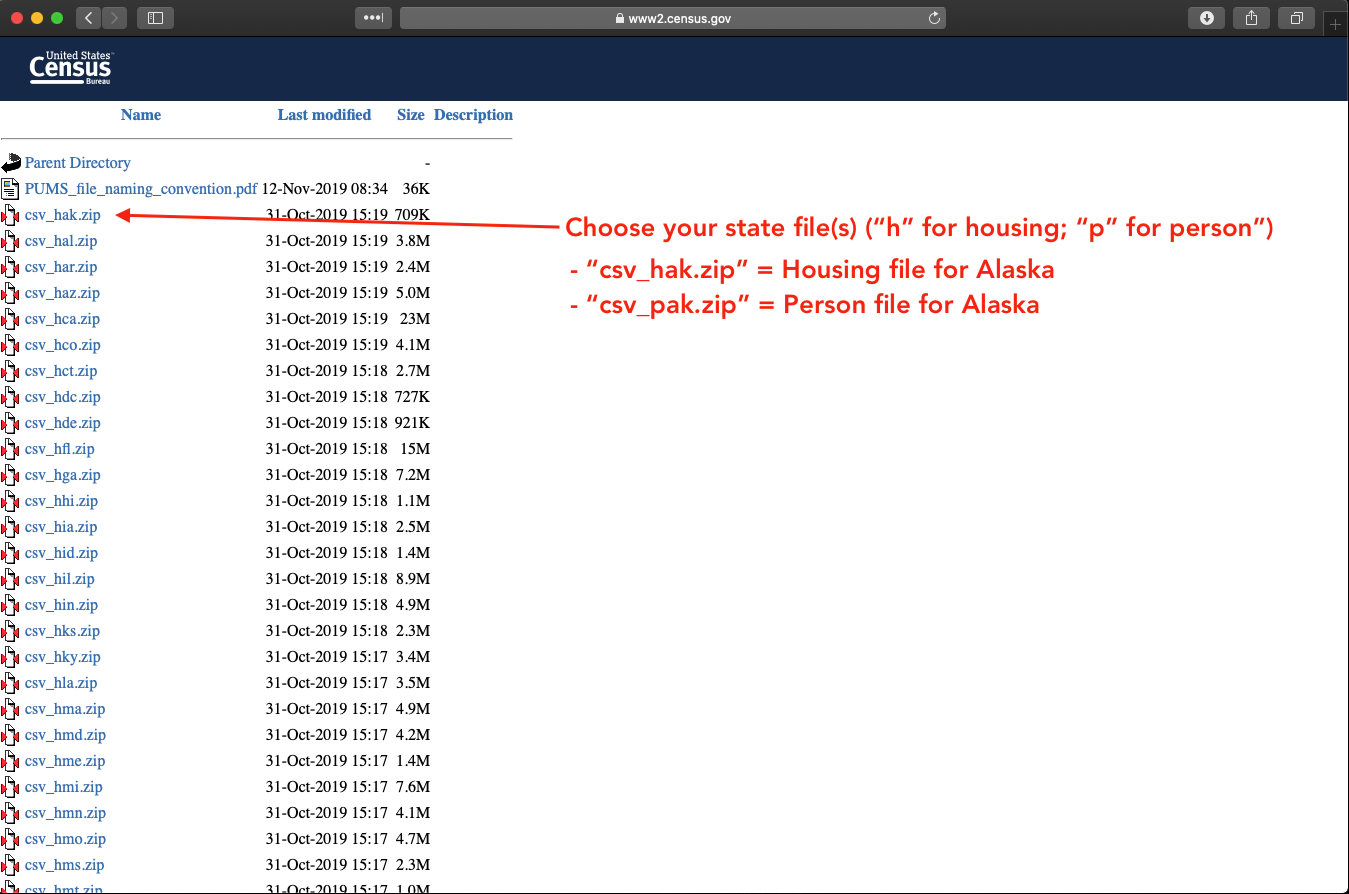 www2.census.gov
United States™
Census
Bureau
Name Last modified Size Description
Parent Directory -
PUMS_file_naming_convention.pdf 12-Nov-2019 08:34 36K
csv_hak.zip 31-Oct-2019 15:19 709K
Choose your state file(s) (“h” for housing; “p” for person”)
csv_hal.zip 31-Oct-2019 15:19 3.8M
csv_har.zip 31-Oct-2019 15:19 2.4M
- “csv_hak.zip” = Housing file for Alaska
csv_haz.zip 31-Oct-2019 15:19 5.0M
- “csv_pak.zip” = Person file for Alaska
csv_hca.zip 31-Oct-2019 15:19 23M
csv_hco.zip 31-Oct-2019 15:19 4.1M
csv_hct.zip 31-Oct-2019 15:18 2.7M
csv_hdc.zip 31-Oct-2019 15:18 727K
csv_hde.zip 31-Oct-2019 15:18 921K
csv_hfl.zip 31-Oct-2019 15:18 15M
csv_hga.zip 31-Oct-2019 15:18 7.2M
csv_hhi.zip 31-Oct-2019 15:18 1.1M
csv_hia.zip 31-Oct-2019 15:18 2.5M
csv_hid.zip 31-Oct-2019 15:18 1.4M
csv_hil.zip 31-Oct-2019 15:18 8.9M
csv_hin.zip 31-Oct-2019 15:18 4.9M
csv_hks.zip 31-Oct-2019 15:18 2.3M
csv_hky.zip 31-Oct-2019 15:17 3.4M
csv_hla.zip 31-Oct-2019 15:17 3.5M
csv_hma.zip 31-Oct-2019 15:17 4.9M
csv_hmd.zip 31-Oct-2019 15:17 4.2M
csv_hme.zip 31-Oct-2019 15:17 1.4M
csv_hmi.zip 31-Oct-2019 15:17 7.6M
csv_hmn.zip 31-Oct-2019 15:17 4.1M
csv_hmo.zip 31-Oct-2019 15:17 4.7M
csv_hms.zip 31-Oct-2019 15:17 2.3M
csv_hmt.zip 31-Oct-2019 15:17 1.0M